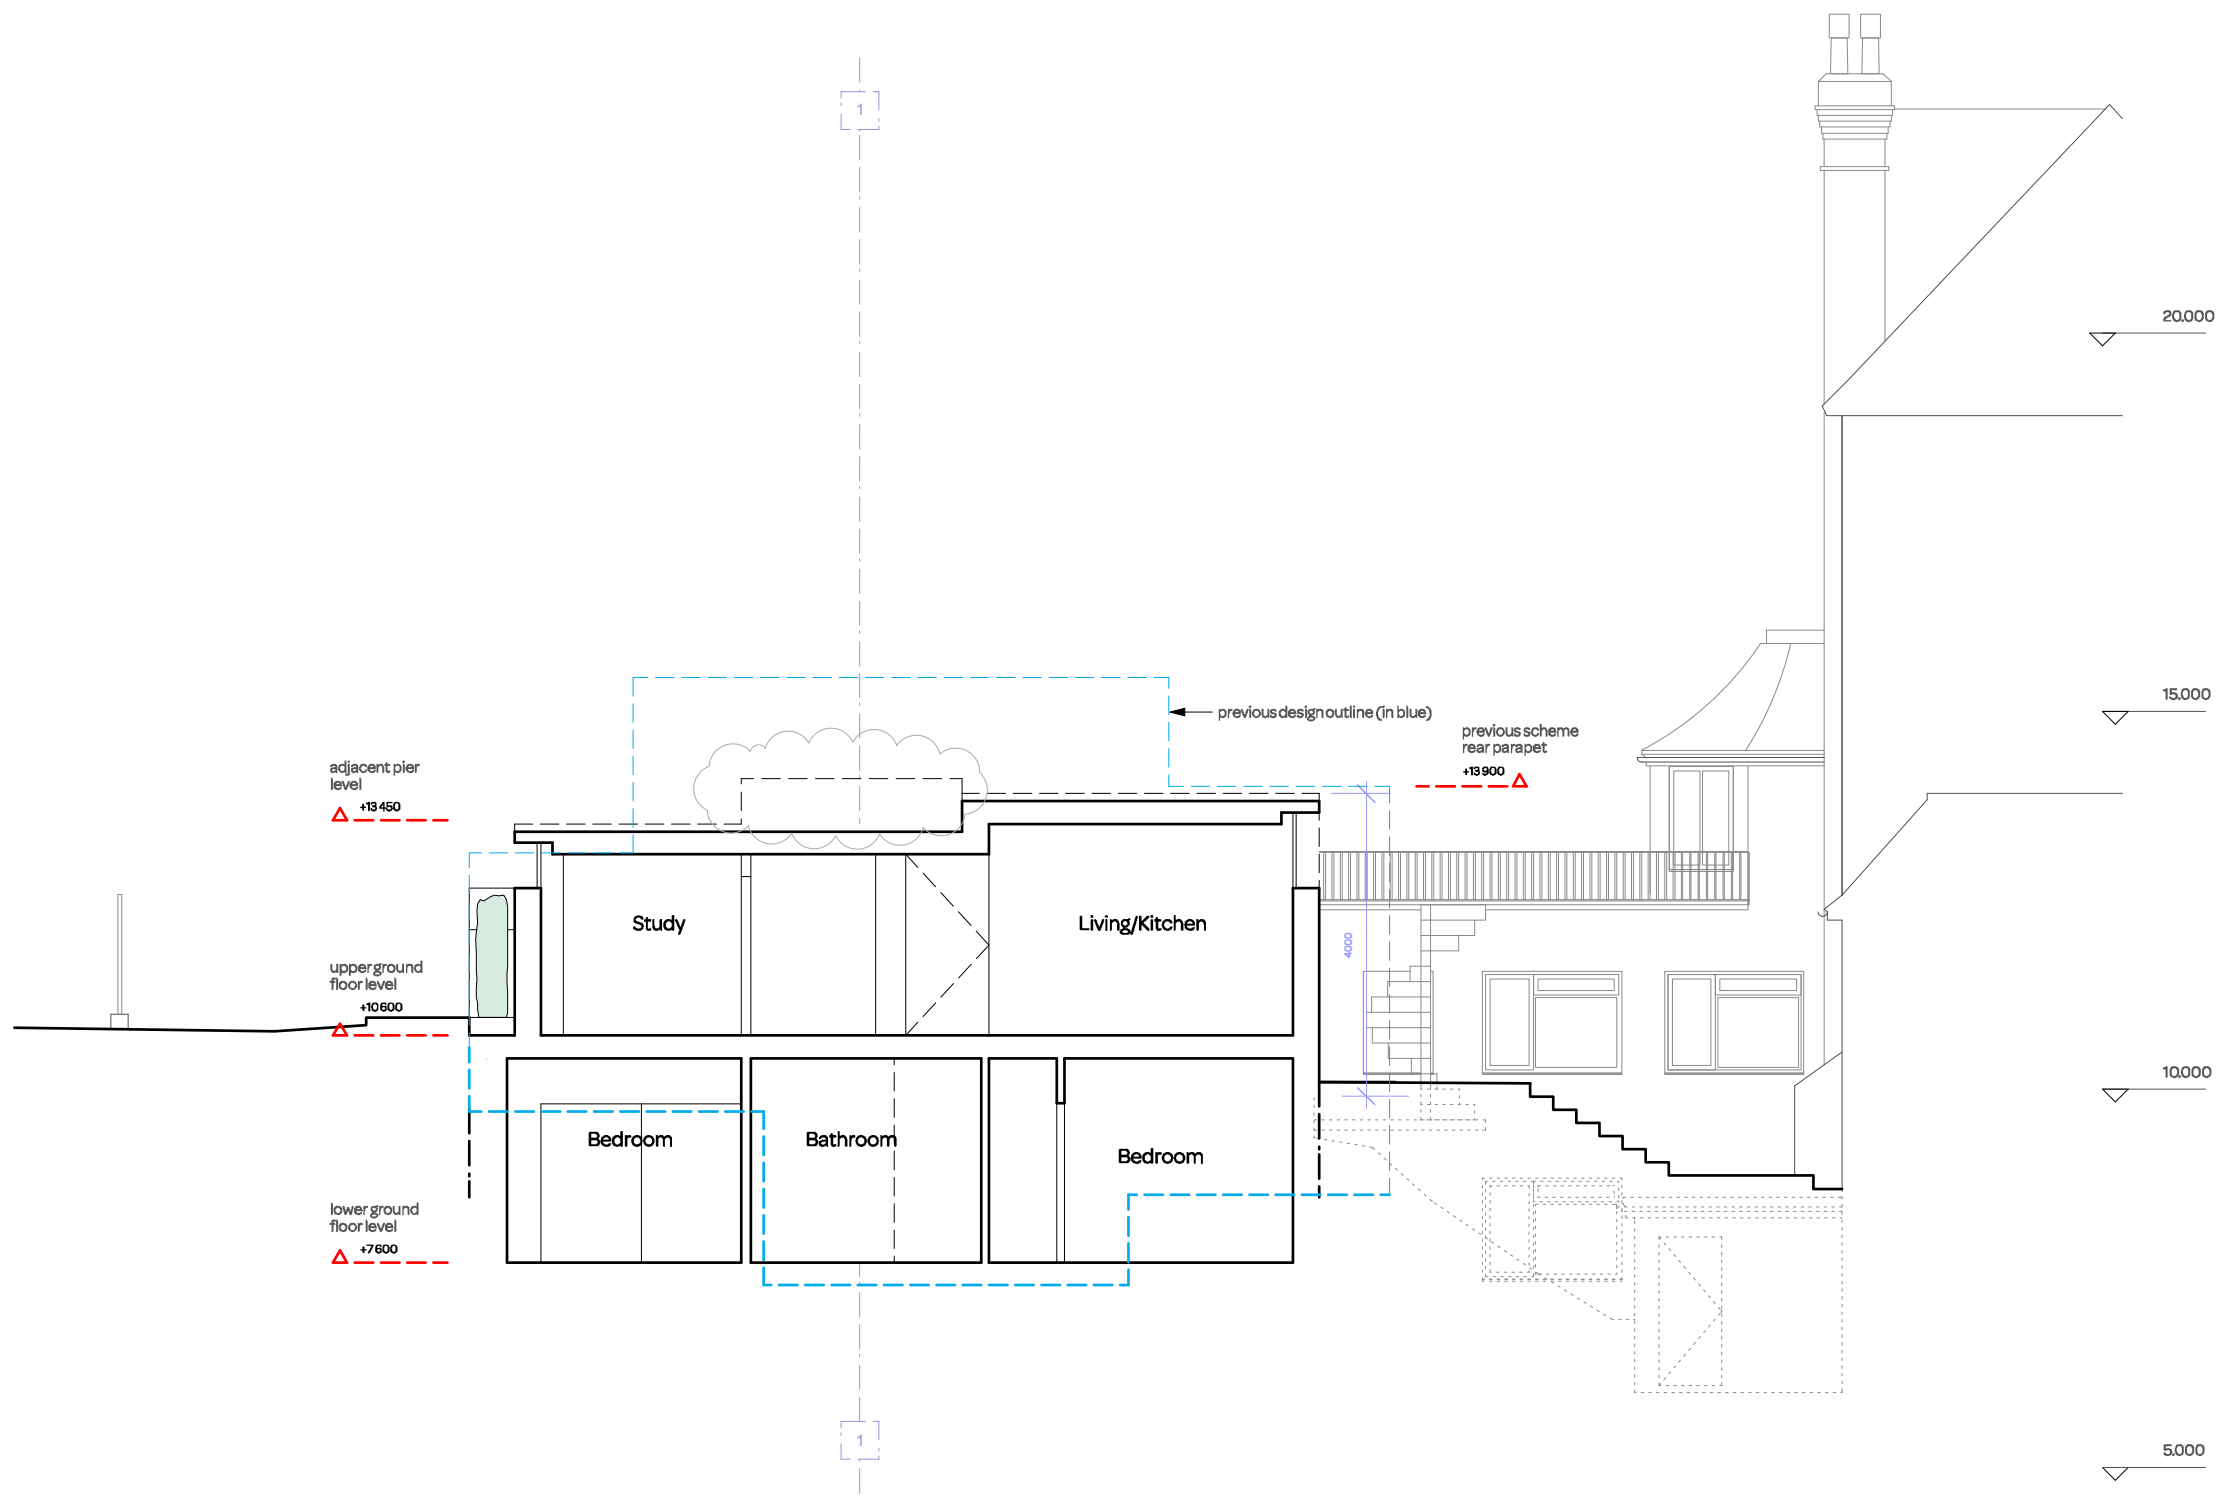 1
20.000
15.000
previous design outline (in blue)
previous scheme
rear parapet
+13 900
adjacent pier
level
+13 450
Study
Living/Kitchen
4000
upper ground
floor level
+10 600
10.000
Bedroom
Bathroom
Bedroom
lower ground
floor level
+7 600
1
5.000